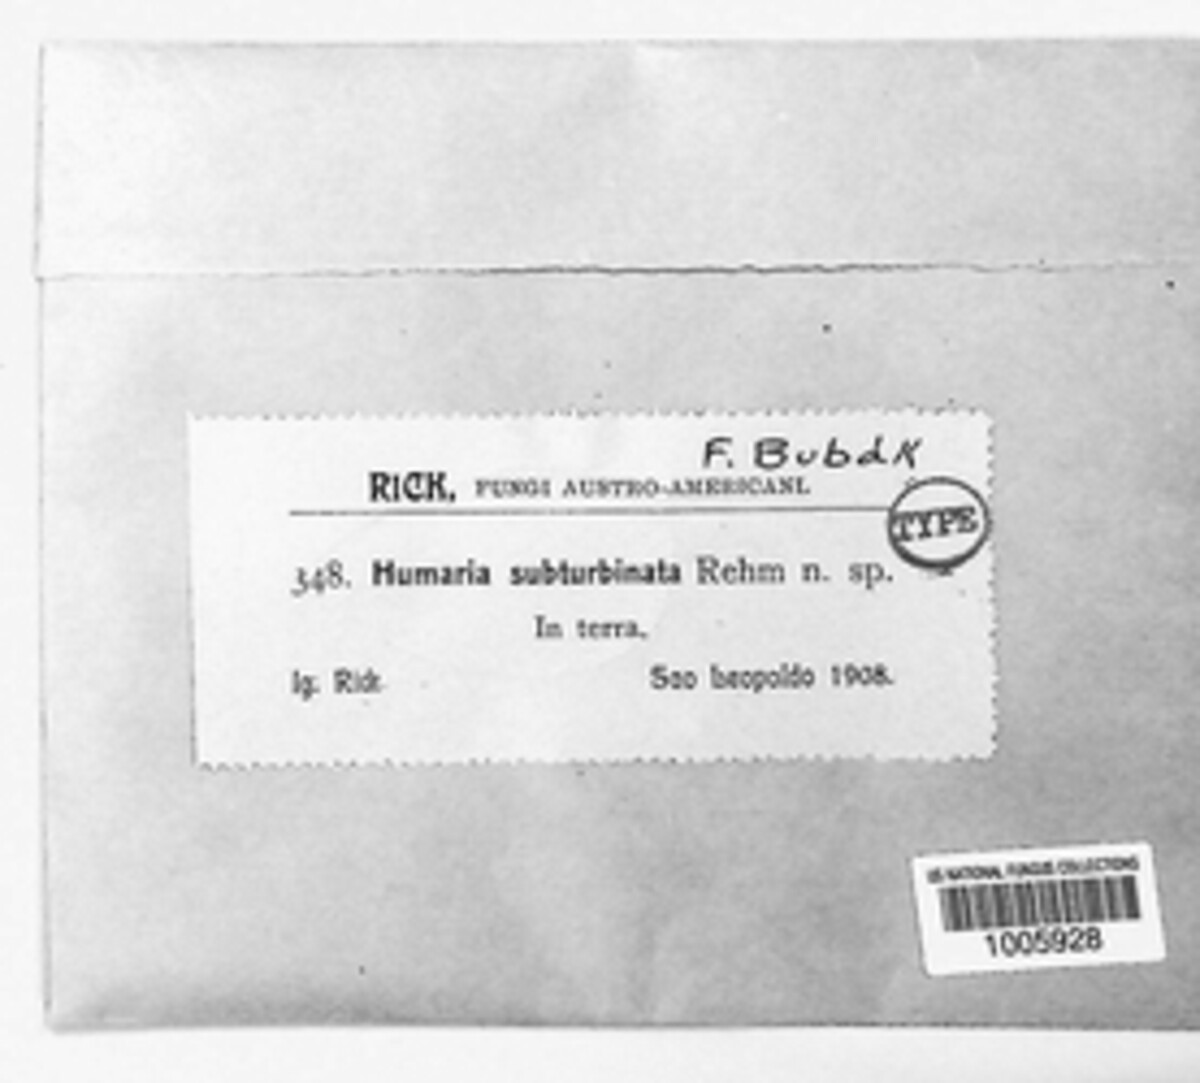 F. Bubák
RICK, FUNGI AUSTRO-AMERICANI.
TYPE
348. Humaria subturbinata Rehm n. sp.
In terra.
Ig. Rick
Sao Leopoldo 1908.
US NATIONAL FUNGUS COLLECTIONS
1005928